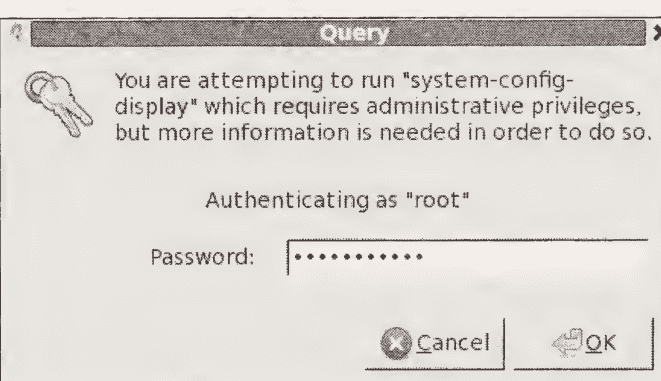 Query
You are attempting to run "system-config-
display" which requires administrative privileges,
but more information is needed in order to do so.
Authenticating as "root"
Password: •••••••••••
Cancel OK